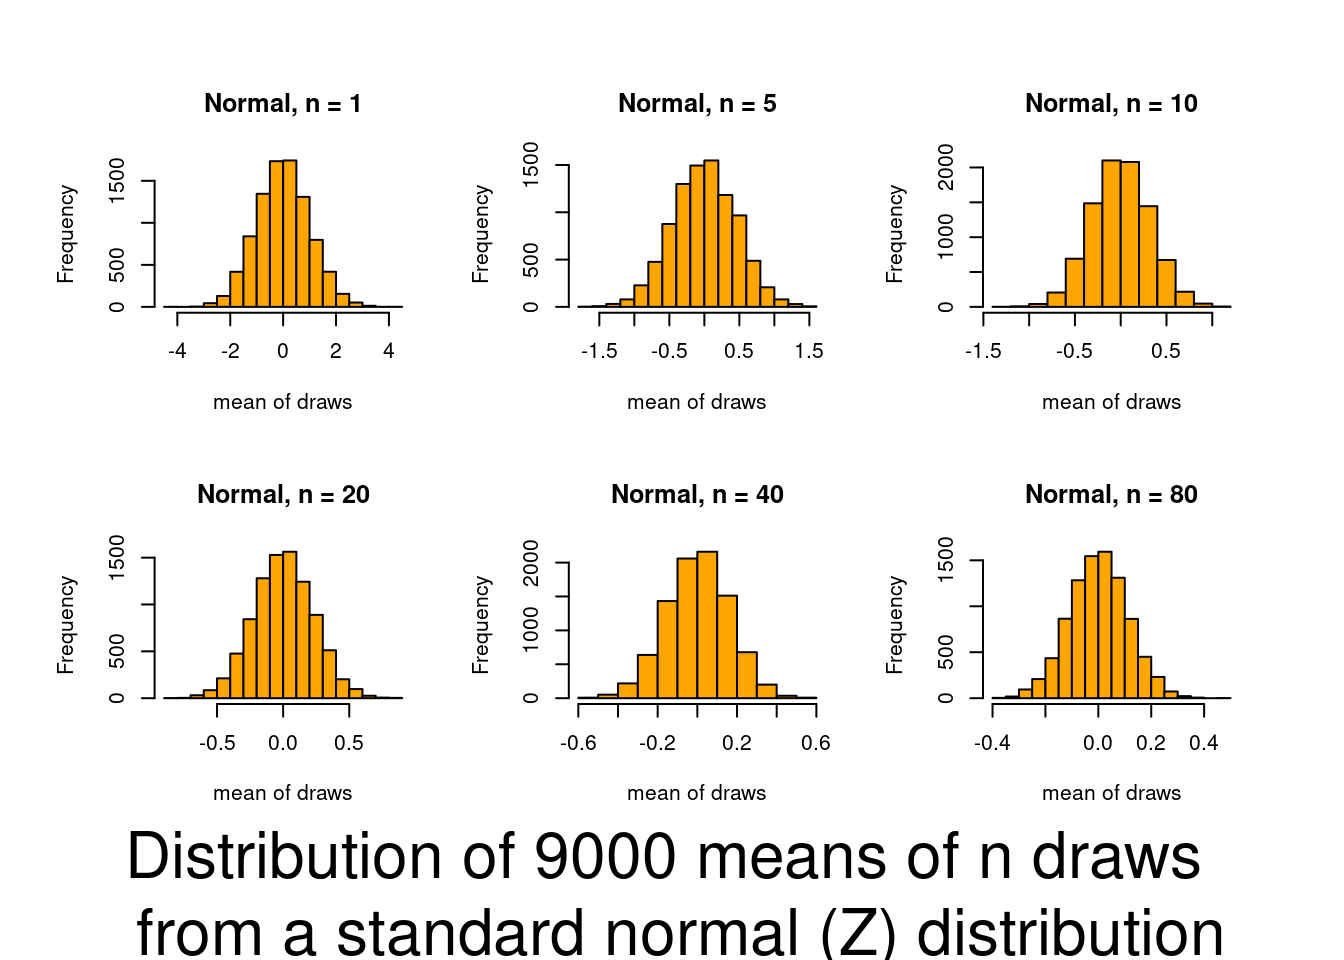 Normal, n = 1
Frequency
1500
500
0
-4 -2 0 2 4
mean of draws
Normal, n = 5
Frequency
1500
500
0
-1.5 -0.5 0.5 1.5
mean of draws
Normal, n = 10
Frequency
2000
1000
0
-1.5 -0.5 0.5
mean of draws
Normal, n = 20
Frequency
1500
500
0
-0.5 0.0 0.5
mean of draws
Normal, n = 40
Frequency
2000
1000
0
-0.6 -0.2 0.2 0.6
mean of draws
Normal, n = 80
Frequency
1500
500
0
-0.4 0.0 0.2 0.4
mean of draws
Distribution of 9000 means of n draws
from a standard normal (Z) distribution